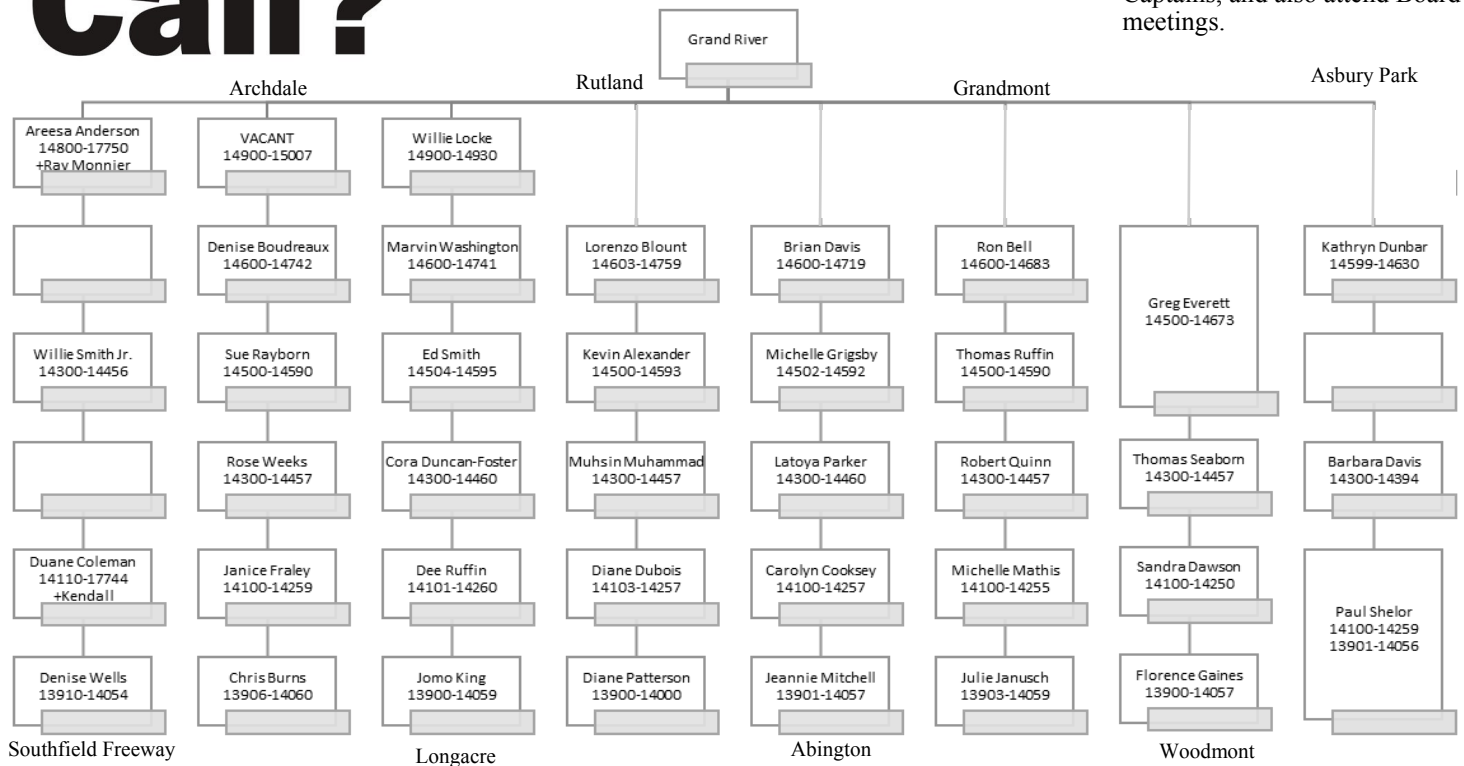 Call?
Captains, and also attend Board
meetings.
Grand River
Archdale
Rutland
Grandmont
Asbury Park
Areesa Anderson
14800-17750
+Ray Monnier
VACANT
14900-15007
Willie Locke
14900-14930
Denise Boudreaux
14600-14742
Marvin Washington
14600-14741
Lorenzo Blount
14603-14759
Brian Davis
14600-14719
Ron Bell
14600-14683
Greg Everett
14500-14673
Kathryn Dunbar
14599-14630
Willie Smith Jr.
14300-14456
Sue Rayborn
14500-14590
Ed Smith
14504-14595
Kevin Alexander
14500-14593
Michelle Grigsby
14502-14592
Thomas Ruffin
14500-14590
Rose Weeks
14300-14457
Cora Duncan-Foster
14300-14460
Muhsin Muhammad
14300-14457
Latoya Parker
14300-14460
Robert Quinn
14300-14457
Thomas Seaborn
14300-14457
Barbara Davis
14300-14394
Duane Coleman
14110-17744
+Kendall
Janice Fraley
14100-14259
Dee Ruffin
14101-14260
Diane Dubois
14103-14257
Carolyn Cooksey
14100-14257
Michelle Mathis
14100-14255
Sandra Dawson
14100-14250
Paul Shelor
14100-14259
13901-14056
Denise Wells
13910-14054
Chris Burns
13906-14060
Jomo King
13900-14059
Diane Patterson
13900-14000
Jeannie Mitchell
13901-14057
Julie Janusch
13903-14059
Florence Gaines
13900-14057
Southfield Freeway
Longacre
Abington
Woodmont